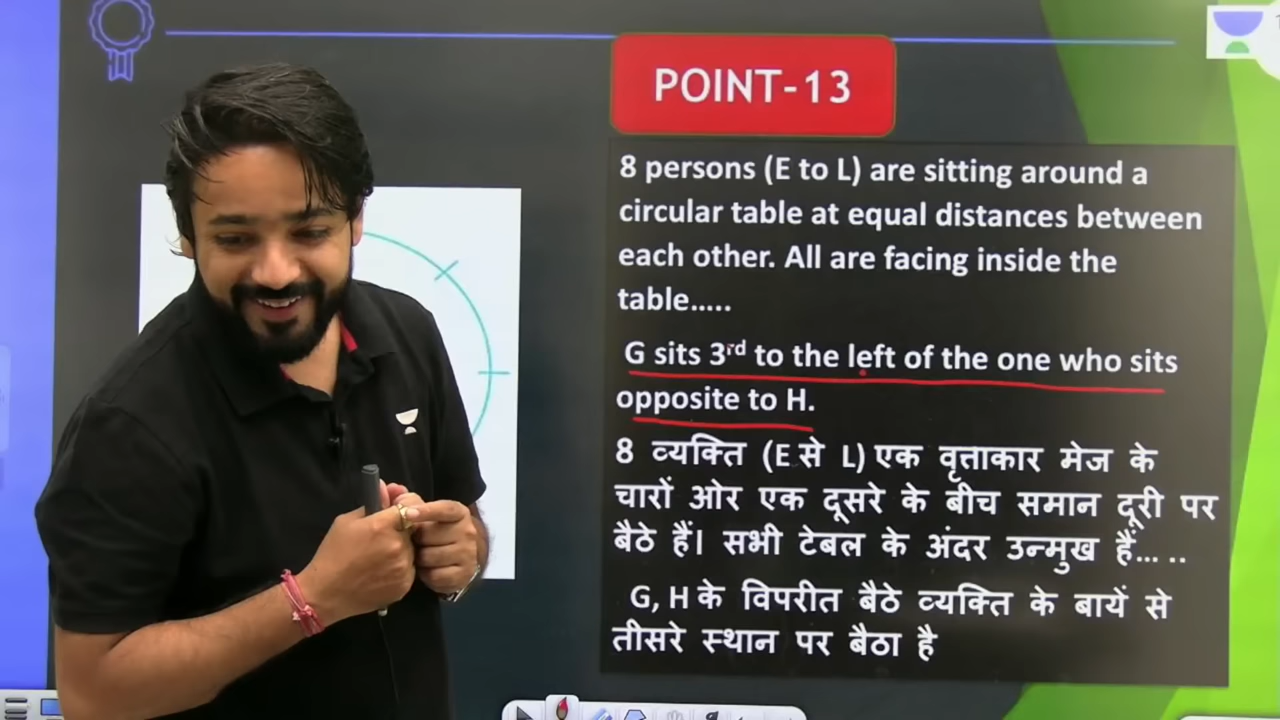 POINT-13
8 persons (E to L) are sitting around a
circular table at equal distances between
each other. All are facing inside the
table.....
G sits 3rd to the left of the one who sits
opposite to H.
8 व्यक्ति (E से L) एक वृत्ताकार मेज के
चारों ओर एक दूसरे के बीच समान दूरी पर
बैठे हैं। सभी टेबल के अंदर उन्मुख हैं... ..
G, H के विपरीत बैठे व्यक्ति के बायें से
तीसरे स्थान पर बैठा है